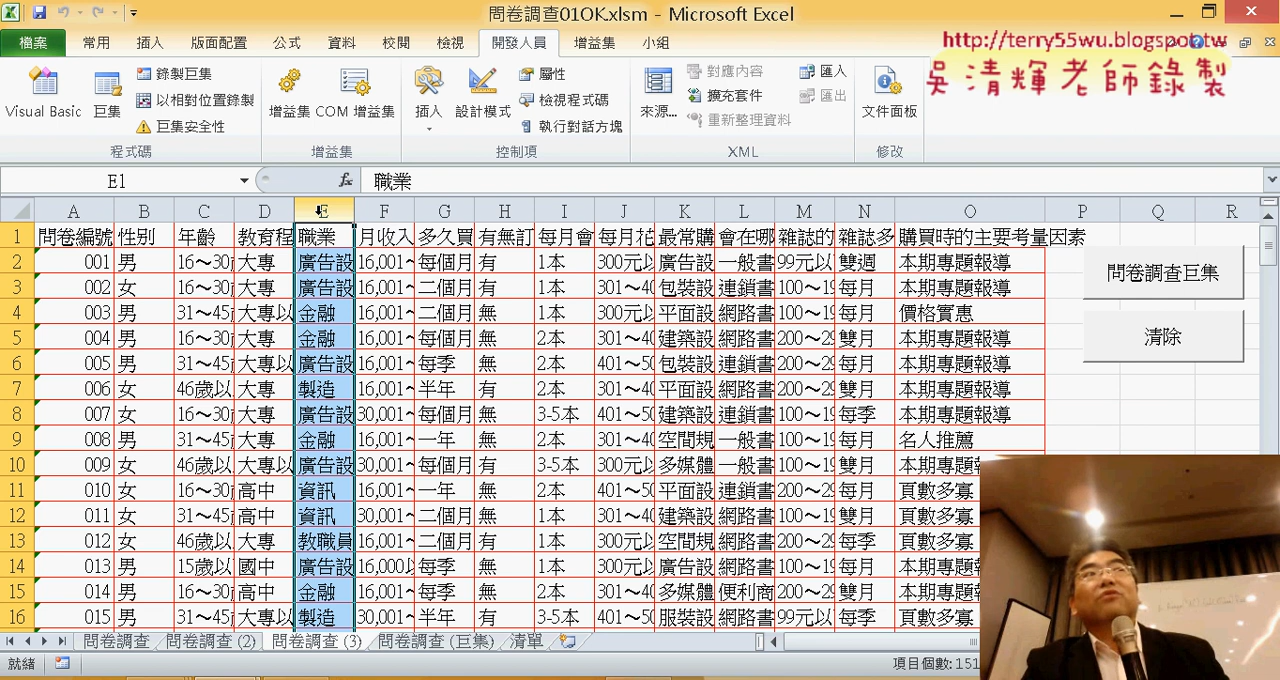 問卷調查01OK.xlsm - Microsoft Excel
檔案 常用 插入 版面配置 公式 資料 校閱 檢視 開發人員 增益集 小組
http://terry55wu.blogspot.tw
吳清輝老師錄製
Visual Basic 巨集 錄製巨集 以相對位置錄製 巨集安全性
增益集 COM 增益集
插入 設計模式 屬性 檢視程式碼 執行對話方塊
來源... 對應內容 擴充套件 重新整理資料 匯入 匯出
文件面板
程式碼 增益集 控制項 XML 修改
E1 fx 職業
A B C D E F G H I J K L M N O P Q R
1 問卷編號 性別 年齡 教育程 職業 月收入 多久買 有無訂 每月會 每月花 最常購 會在哪 雜誌的 雜誌多 購買時的主要考量因素
2 001 男 16～30 大專 廣告設 16,001~ 每個月 有 1本 300元以 廣告設 一般書 99元以 雙週 本期專題報導
3 002 女 16～30 大專 廣告設 16,001~ 二個月 有 1本 301～40 包裝設 連鎖書 100～19 每月 本期專題報導
4 003 男 31～45 大專以 金融 16,001~ 二個月 無 1本 300元以 平面設 網路書 100～19 每月 價格實惠
5 004 男 16～30 大專 金融 16,001~ 每個月 無 2本 301～40 建築設 網路書 200～29 雙月 本期專題報導
6 005 男 31～45 大專以 廣告設 16,001~ 每季 無 2本 401～50 包裝設 連鎖書 200～29 雙月 本期專題報導
7 006 女 46歲以 大專 製造 16,001~ 半年 有 2本 301～40 平面設 網路書 200～29 雙月 本期專題報導
8 007 女 16～30 大專 廣告設 30,001~ 每個月 無 3-5本 401～50 建築設 連鎖書 100～19 每季 本期專題報導
9 008 男 31～45 大專 金融 16,001~ 一年 無 2本 301～40 空間規 一般書 100～19 每月 名人推薦
10 009 女 46歲以 大專以 廣告設 30,001~ 每個月 有 3-5本 300元以 多媒體 一般書 100～19 雙月 本期專題
11 010 女 16～30 高中 資訊 16,001~ 一年 無 2本 401～50 平面設 網路書 200～29 每月 頁數多寡
12 011 女 31～45 高中 資訊 30,001~ 二個月 無 1本 301～40 建築設 網路書 100～19 雙月 頁數多寡
13 012 女 46歲以 大專 教職員 16,001~ 二個月 有 1本 300元以 空間規 網路書 200～29 每季 頁數多寡
14 013 男 15歲以 國中 廣告設 16,000以 每季 無 1本 300元以 廣告設 網路書 100～19 每月 頁數多寡
15 014 男 16～30 高中 金融 16,001~ 每季 無 2本 301～40 多媒體 便利商 200～29 雙月 頁數多寡
16 015 男 31～45 大專以 製造 30,001~ 半年 有 3-5本 401～50 服裝設 連鎖書 99元以 每季 頁數多寡
問卷調查巨集
清除
問卷調查 問卷調查 (2) 問卷調查 (3) 問卷調查 (巨集) 清單
就緒 項目個數: 151